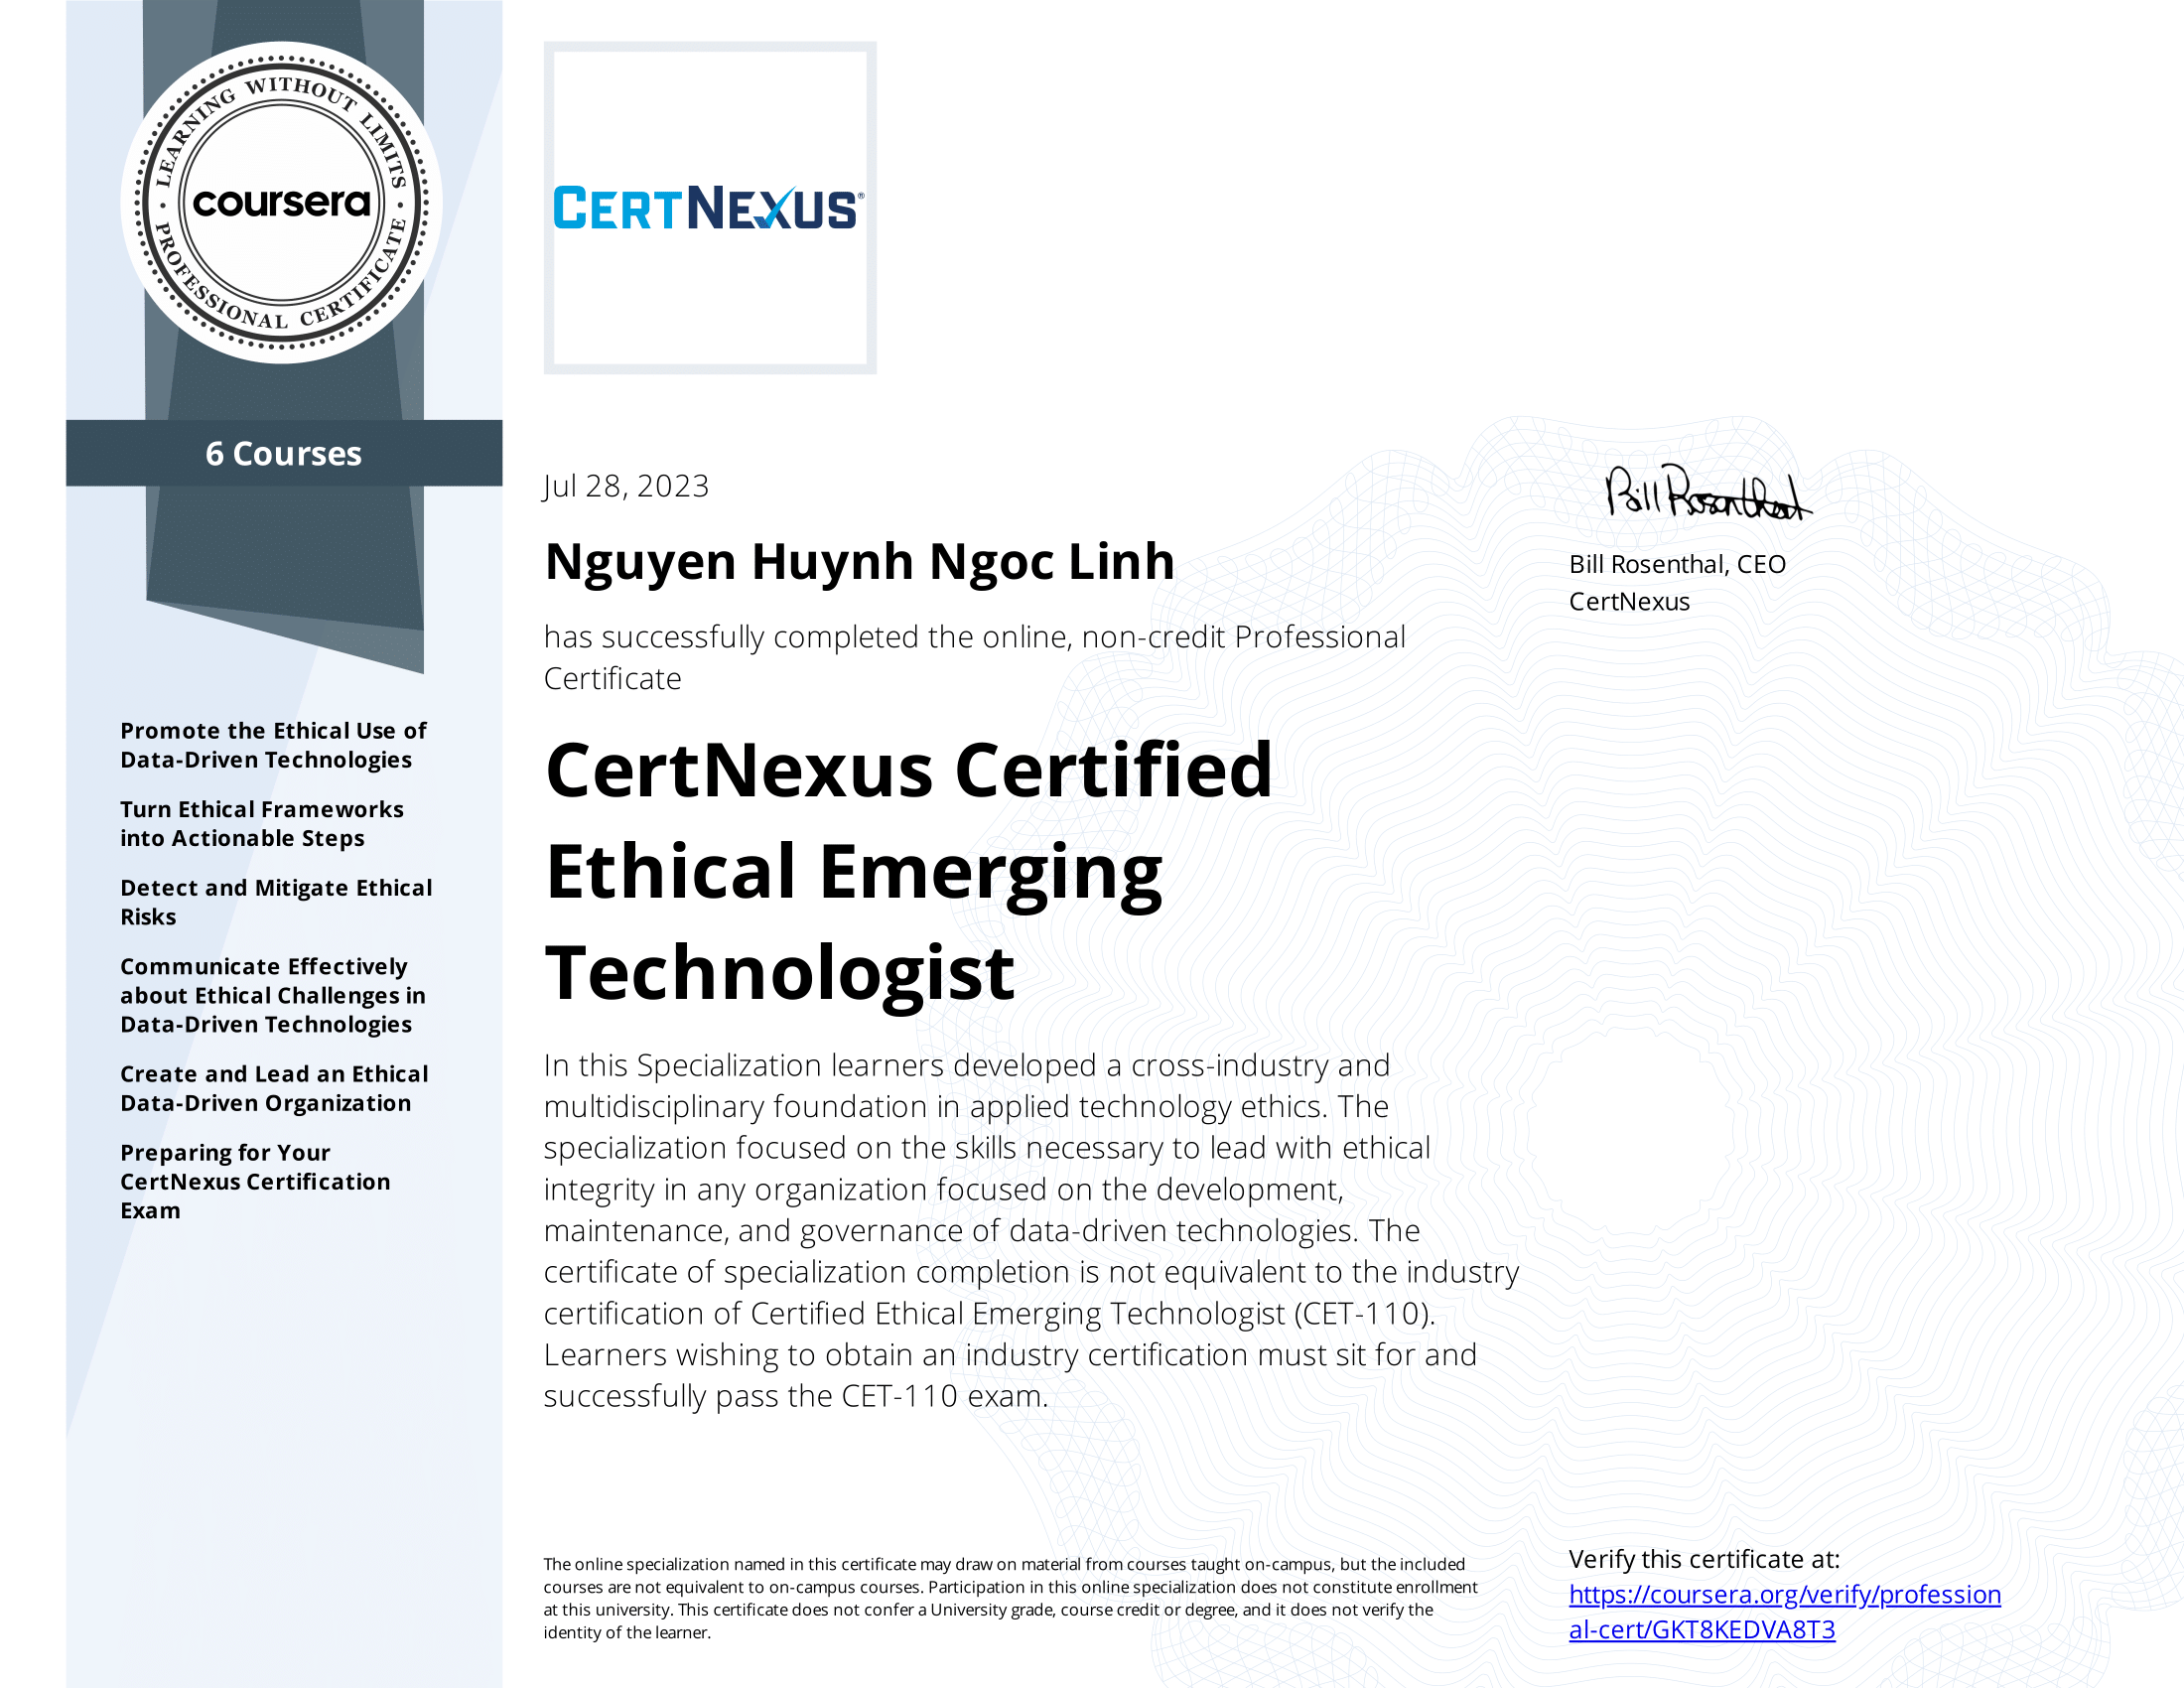 LEARNING WITHOUT LIMITS
coursera
PROFESSIONAL CERTIFICATE
6 Courses
Promote the Ethical Use of
Data-Driven Technologies
Turn Ethical Frameworks
into Actionable Steps
Detect and Mitigate Ethical
Risks
Communicate Effectively
about Ethical Challenges in
Data-Driven Technologies
Create and Lead an Ethical
Data-Driven Organization
Preparing for Your
CertNexus Certification
Exam
CERTNEXUS®
Jul 28, 2023
Nguyen Huynh Ngoc Linh
has successfully completed the online, non-credit Professional
Certificate
CertNexus Certified
Ethical Emerging
Technologist
In this Specialization learners developed a cross-industry and
multidisciplinary foundation in applied technology ethics. The
specialization focused on the skills necessary to lead with ethical
integrity in any organization focused on the development,
maintenance, and governance of data-driven technologies. The
certificate of specialization completion is not equivalent to the industry
certification of Certified Ethical Emerging Technologist (CET-110).
Learners wishing to obtain an industry certification must sit for and
successfully pass the CET-110 exam.
The online specialization named in this certificate may draw on material from courses taught on-campus, but the included
courses are not equivalent to on-campus courses. Participation in this online specialization does not constitute enrollment
at this university. This certificate does not confer a University grade, course credit or degree, and it does not verify the
identity of the learner.
Bill Rosenthal
Bill Rosenthal, CEO
CertNexus
Verify this certificate at:
https://coursera.org/verify/profession
al-cert/GKT8KEDVA8T3